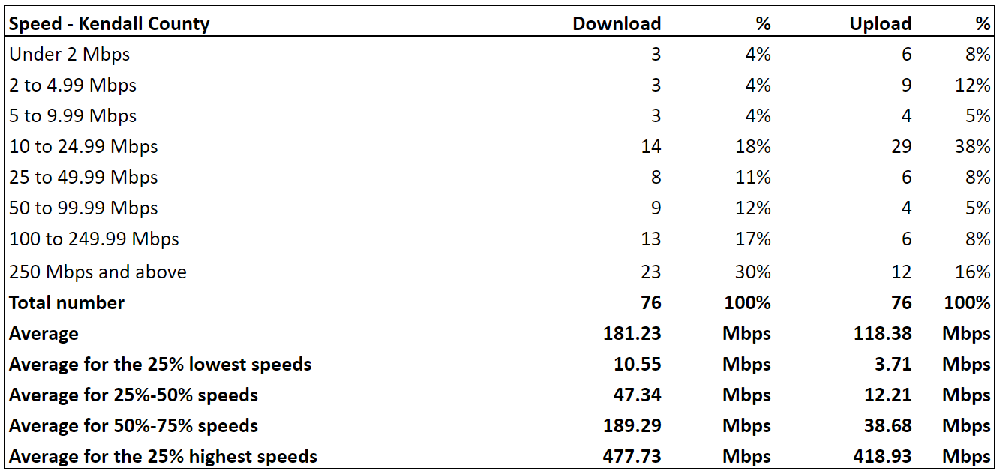 Speed - Kendall County Download % Upload %
Under 2 Mbps 3 4% 6 8%
2 to 4.99 Mbps 3 4% 9 12%
5 to 9.99 Mbps 3 4% 4 5%
10 to 24.99 Mbps 14 18% 29 38%
25 to 49.99 Mbps 8 11% 6 8%
50 to 99.99 Mbps 9 12% 4 5%
100 to 249.99 Mbps 13 17% 6 8%
250 Mbps and above 23 30% 12 16%
Total number 76 100% 76 100%
Average 181.23 Mbps 118.38 Mbps
Average for the 25% lowest speeds 10.55 Mbps 3.71 Mbps
Average for 25%-50% speeds 47.34 Mbps 12.21 Mbps
Average for 50%-75% speeds 189.29 Mbps 38.68 Mbps
Average for the 25% highest speeds 477.73 Mbps 418.93 Mbps